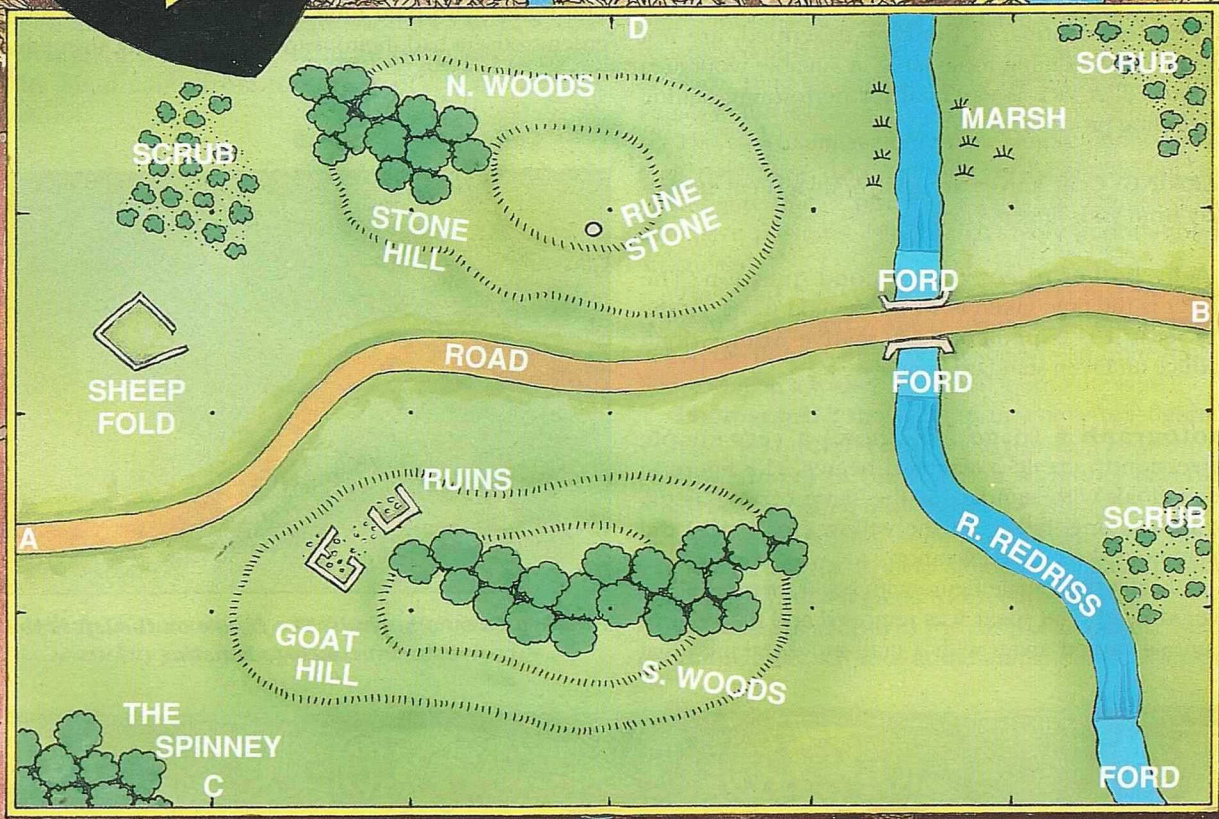 D
N. WOODS
SCRUB
MARSH
SCRUB
STONE
HILL
RUNE
STONE
FORD
B
SHEEP
FOLD
ROAD
FORD
RUINS
A
SCRUB
R. REDRISS
GOAT
HILL
S. WOODS
THE
SPINNEY
C
FORD